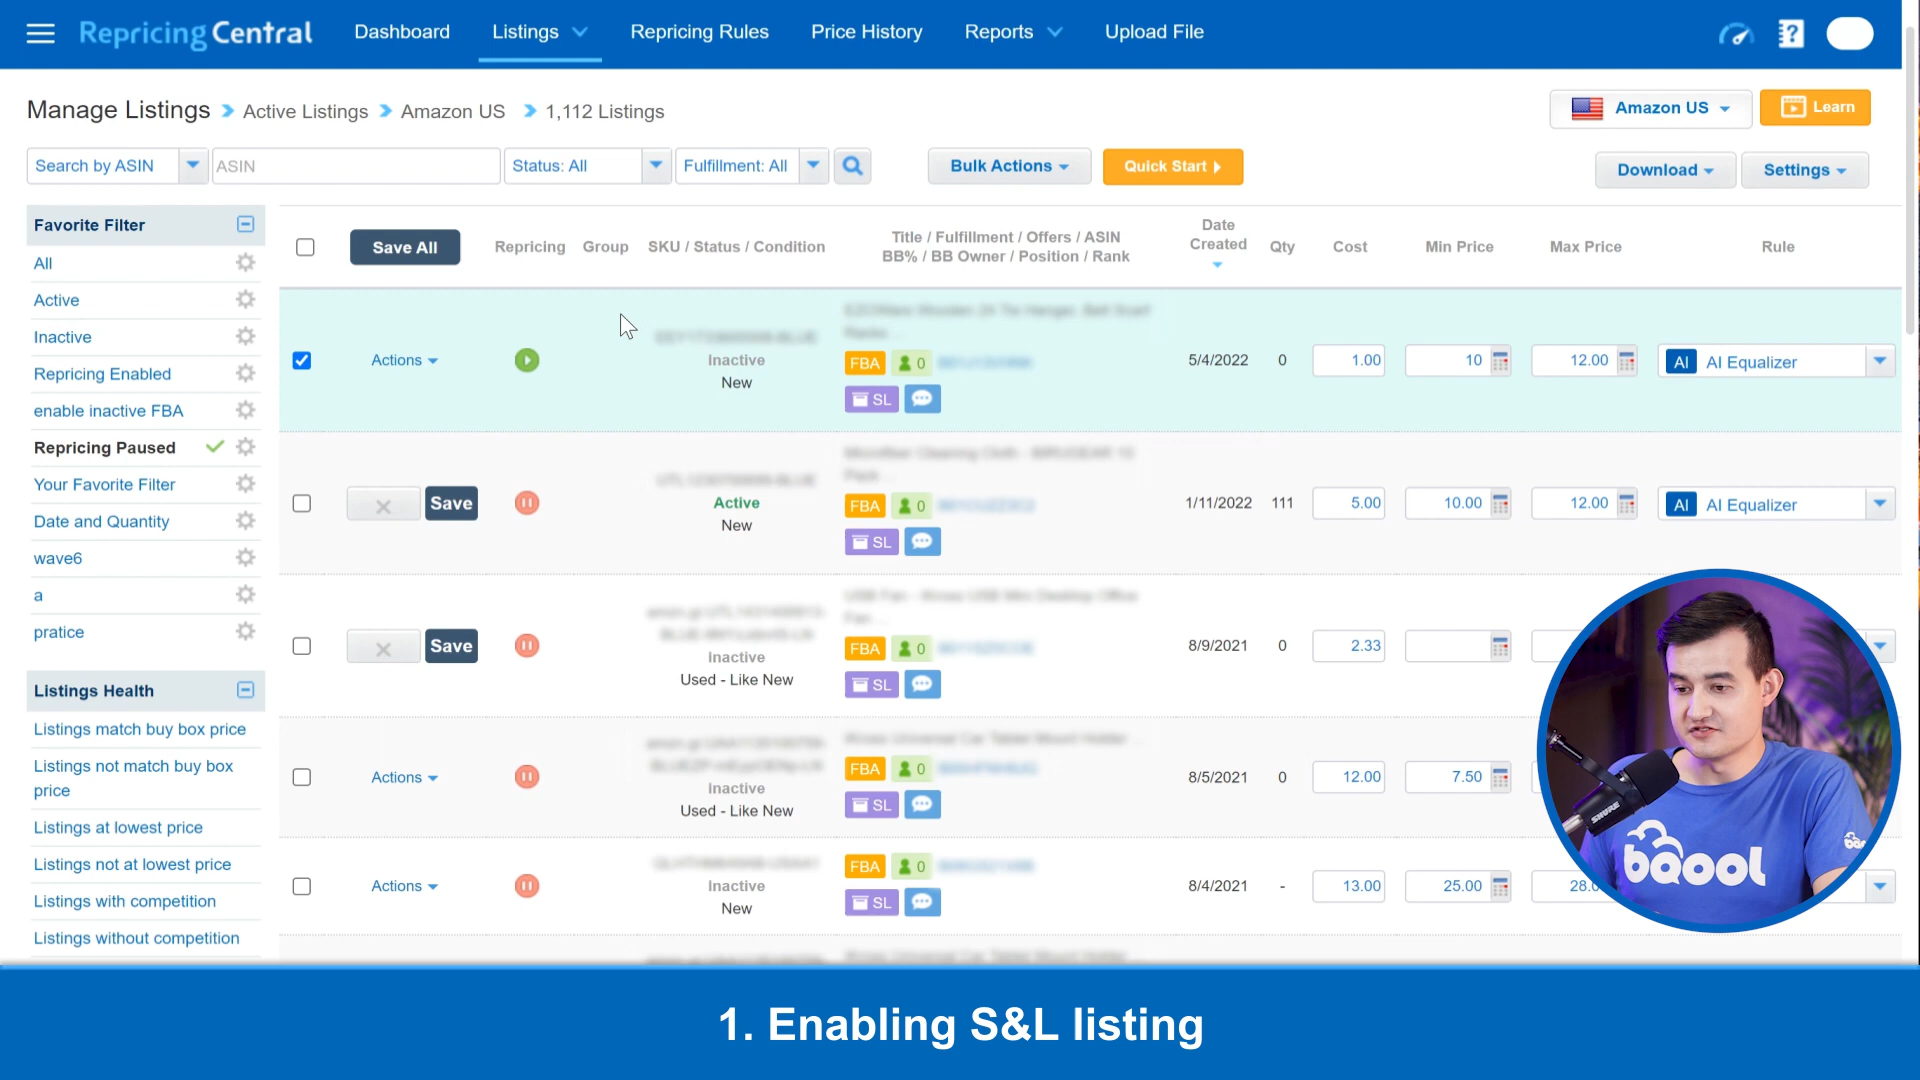 Repricing Central
Dashboard
Listings
Repricing Rules
Price History
Reports
Upload File
Manage Listings
Active Listings
Amazon US
1,112 Listings
Amazon US
Learn
Search by ASIN
ASIN
Status: All
Fulfillment: All
Bulk Actions
Quick Start
Download
Settings
Favorite Filter
All
Active
Inactive
Repricing Enabled
enable inactive FBA
Repricing Paused
Your Favorite Filter
Date and Quantity
wave6
a
pratice
Listings Health
Listings match buy box price
Listings not match buy box
price
Listings at lowest price
Listings not at lowest price
Listings with competition
Listings without competition
Save All
Repricing
Group
SKU / Status / Condition
Title / Fulfillment / Offers / ASIN
BB% / BB Owner / Position / Rank
Date
Created
Qty
Cost
Min Price
Max Price
Rule
Actions
Inactive
New
FBA
0
SL
5/4/2022
0
1.00
10
12.00
AI
AI Equalizer
Save
Active
New
FBA
0
SL
1/11/2022
111
5.00
10.00
12.00
AI
AI Equalizer
Save
Inactive
Used - Like New
FBA
0
SL
8/9/2021
0
2.33
Actions
Inactive
Used - Like New
FBA
0
SL
8/5/2021
0
12.00
7.50
Actions
Inactive
New
FBA
0
SL
8/4/2021
-
13.00
25.00
28.0
SHURE
bqool
1. Enabling S&L listing